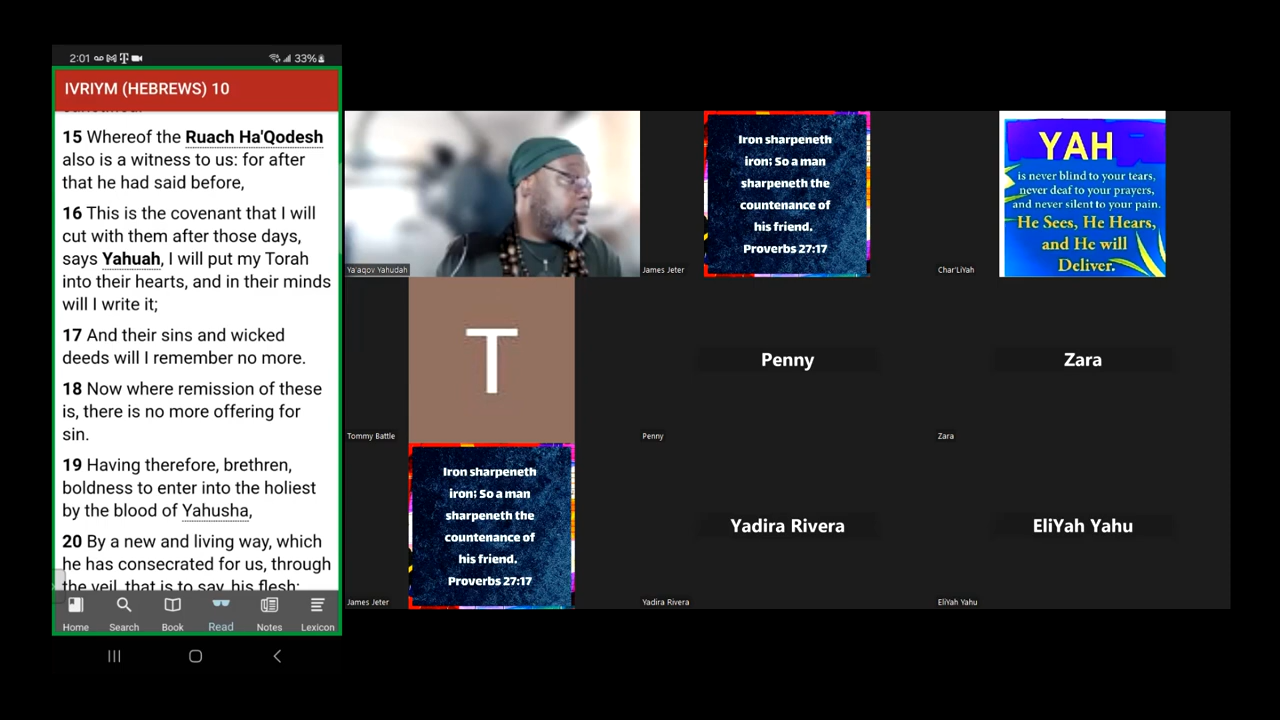 2:01
33%
IVRIYM (HEBREWS) 10
15 Whereof the Ruach Ha'Qodesh
also is a witness to us: for after
that he had said before,
16 This is the covenant that I will
cut with them after those days,
says Yahuah, I will put my Torah
into their hearts, and in their minds
will I write it;
17 And their sins and wicked
deeds will I remember no more.
18 Now where remission of these
is, there is no more offering for
sin.
19 Having therefore, brethren,
boldness to enter into the holiest
by the blood of Yahusha,
20 By a new and living way, which
he has consecrated for us, through
the veil, that is to say, his flesh;
Home
Search
Book
Read
Notes
Lexicon
Ya'aqov Yahudah
Iron sharpeneth
iron; So a man
sharpeneth the
countenance of
his friend.
Proverbs 27:17
James Jeter
YAH
is never blind to your tears,
never deaf to your prayers,
and never silent to your pain.
He Sees, He Hears,
and He will
Deliver.
Char'LiYah
T
Tommy Battle
Penny
Penny
Zara
Zara
Iron sharpeneth
iron; So a man
sharpeneth the
countenance of
his friend.
Proverbs 27:17
James Jeter
Yadira Rivera
Yadira Rivera
EliYah Yahu
EliYah Yahu